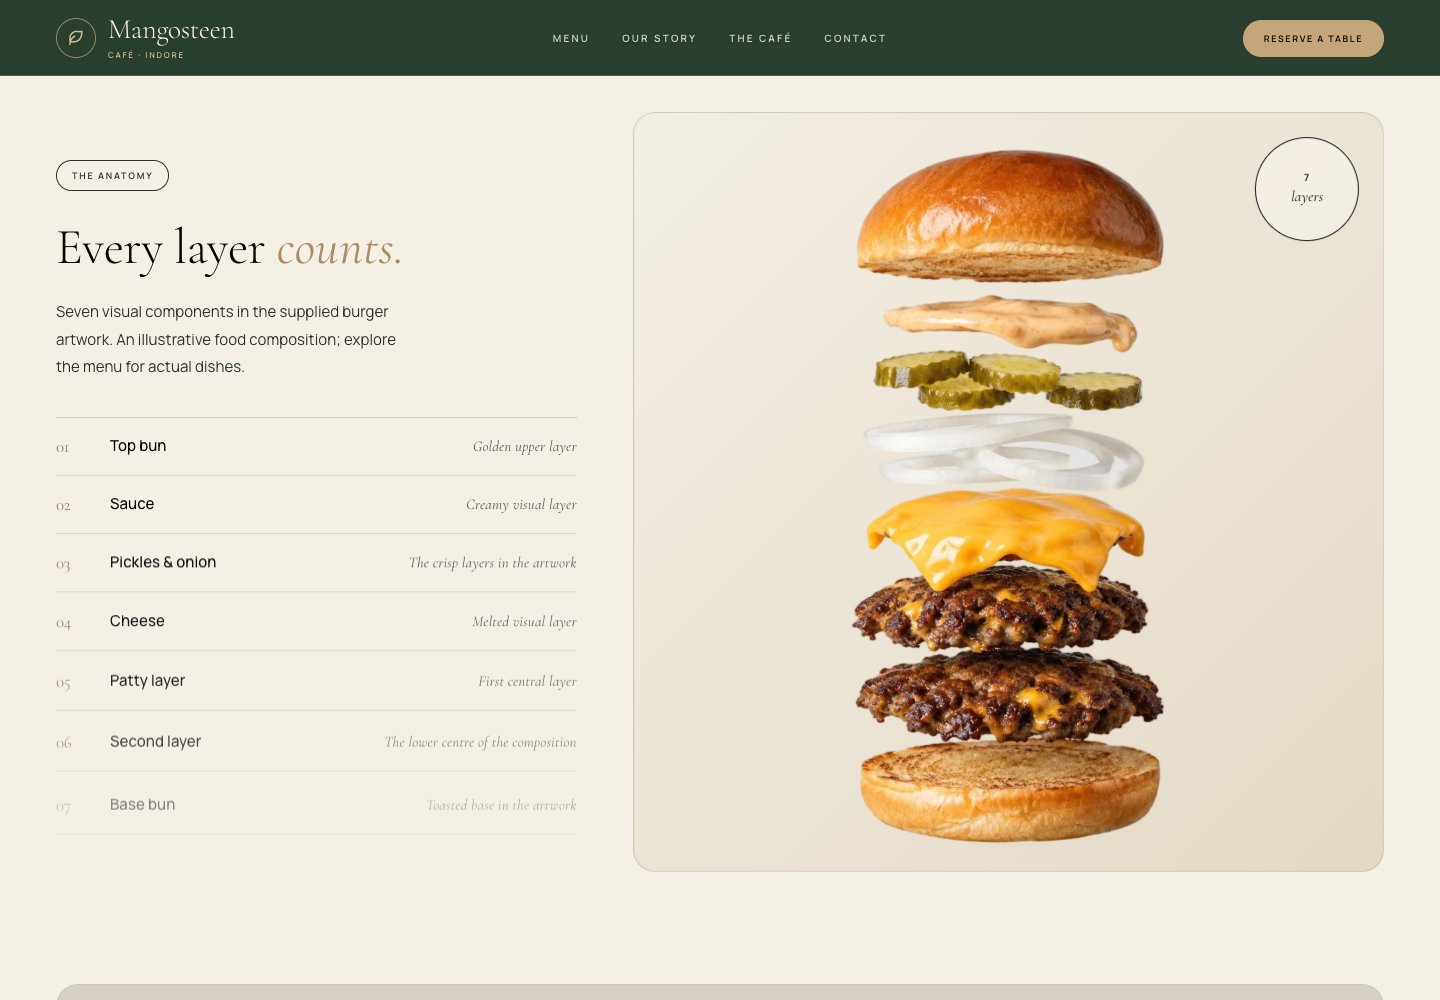 Mangosteen
CAFÉ · INDORE
MENU
OUR STORY
THE CAFÉ
CONTACT
RESERVE A TABLE
THE ANATOMY
Every layer counts.
Seven visual components in the supplied burger
artwork. An illustrative food composition; explore
the menu for actual dishes.
01 Top bun Golden upper layer
02 Sauce Creamy visual layer
03 Pickles & onion The crisp layers in the artwork
04 Cheese Melted visual layer
05 Patty layer First central layer
06 Second layer The lower centre of the composition
07 Base bun Toasted base in the artwork
7
layers